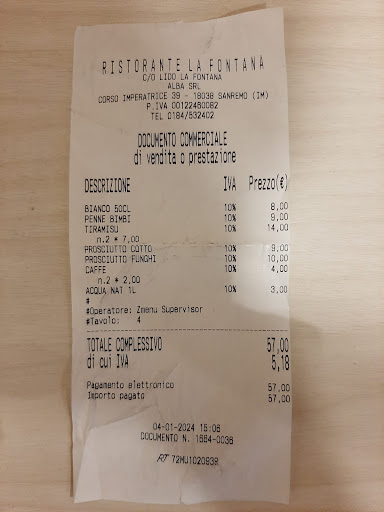 RISTORANTE LA FONTANA
C/O LIDO LA FONTANA
ALBA SRL
CORSO IMPERATRICE 39 - 18038 SANREMO (IM)
P.IVA 00122480082
TEL 0184/532402
DOCUMENTO COMMERCIALE
di vendita o prestazione
DESCRIZIONE IVA Prezzo(€)
BIANCO 50CL 10% 8,00
PENNE BIMBI 10% 9,00
TIRAMISU 10% 14,00
n.2 * 7,00
PROSCIUTTO COTTO 10% 9,00
PROSCIUTTO FUNGHI 10% 10,00
CAFFE 10% 4,00
n.2 * 2,00
ACQUA NAT 1L 10% 3,00
#
#Operatore: Zmenu Supervisor
#Tavolo: 4
TOTALE COMPLESSIVO 57,00
di cui IVA 5,18
Pagamento elettronico 57,00
Importo pagato 57,00
04-01-2024 15:06
DOCUMENTO N. 1664-0036
RT 72MU1020939